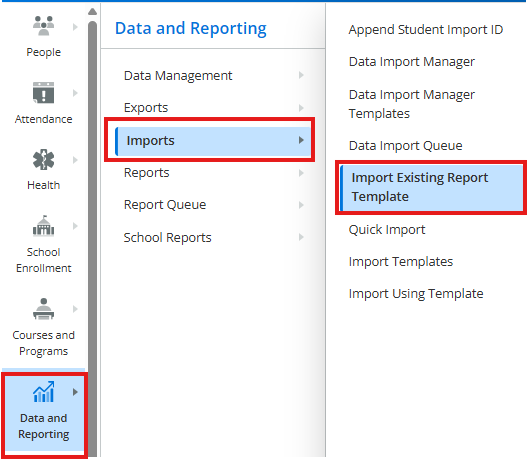 People
Attendance
Health
School
Enrollment
Courses and
Programs
Data and
Reporting
Data and Reporting
Data Management
Exports
Imports
Reports
Report Queue
School Reports
Append Student Import ID
Data Import Manager
Data Import Manager
Templates
Data Import Queue
Import Existing Report
Template
Quick Import
Import Templates
Import Using Template